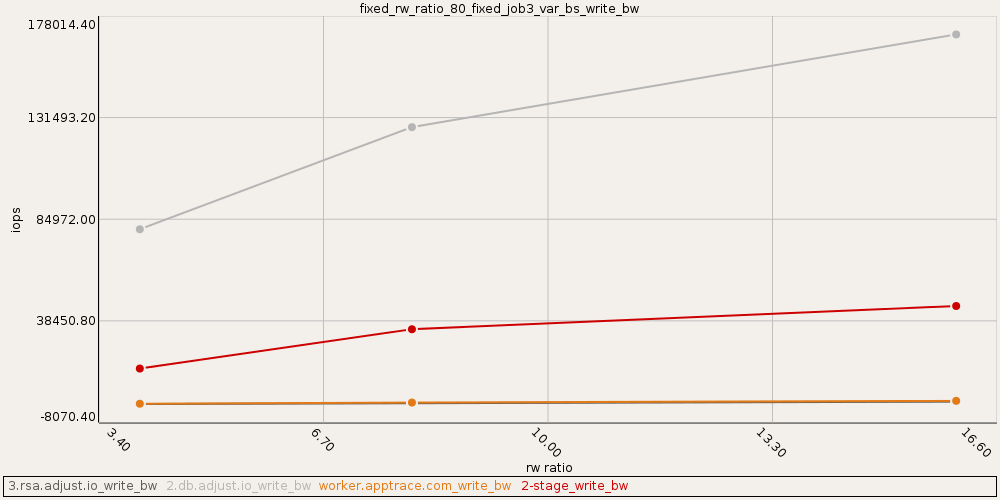 fixed_rw_ratio_80_fixed_job3_var_bs_write_bw
178014.40
131493.20
84972.00
38450.80
-8070.40
iops
3.40 6.70 10.00 13.30 16.60
rw ratio
3.rsa.adjust.io_write_bw 2.db.adjust.io_write_bw worker.apptrace.com_write_bw 2-stage_write_bw